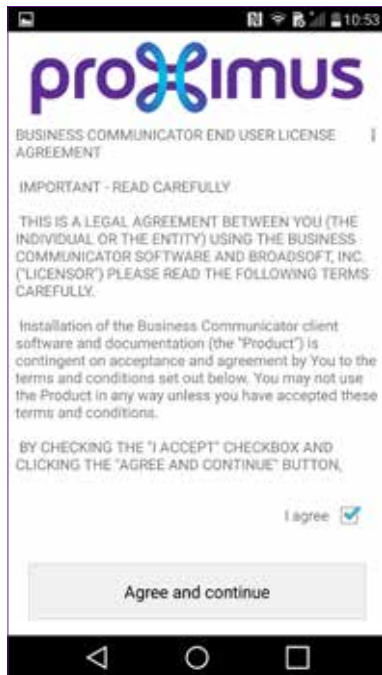 10:53
proximus
BUSINESS COMMUNICATOR END USER LICENSE
AGREEMENT
IMPORTANT - READ CAREFULLY
THIS IS A LEGAL AGREEMENT BETWEEN YOU (THE
INDIVIDUAL OR THE ENTITY) USING THE BUSINESS
COMMUNICATOR SOFTWARE AND BROADSOFT, INC.
("LICENSOR") PLEASE READ THE FOLLOWING TERMS
CAREFULLY.
Installation of the Business Communicator client
software and documentation (the "Product") is
contingent on acceptance and agreement by You to the
terms and conditions set out below. You may not use
the Product in any way unless you have accepted these
terms and conditions.
BY CHECKING THE "I ACCEPT" CHECKBOX AND
CLICKING THE "AGREE AND CONTINUE" BUTTON,
I agree
Agree and continue